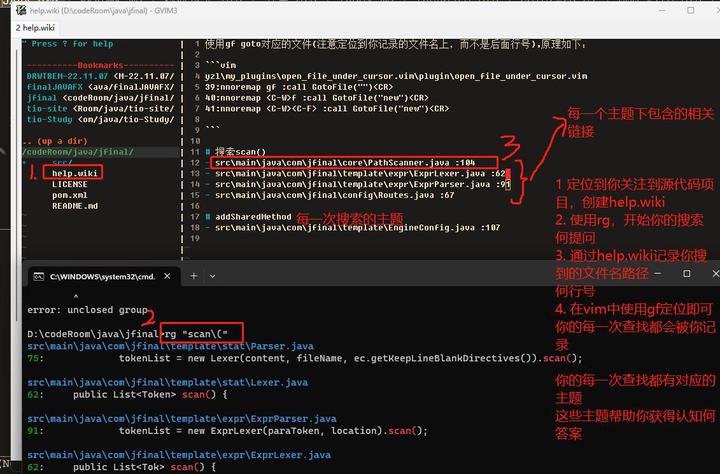 help.wiki (D:\codeRoom\java\jfinal) - GVIM3
2 help.wiki
" Press ? for help
----------Bookmarks----------
DRWTBEM-22.11.07 <M-22.11.07/
finalJAVAFX <ava/finalJAVAFX/
jfinal <codeRoom/java/jfinal/
tio-site <Room/java/tio-site/
tio-Study <om/java/tio-Study/
.. (up a dir)
/codeRoom/java/jfinal/
src/
1. help.wiki
LICENSE
pom.xml
README.md
1 使用gf goto对应的文件(注意定位到你记录的文件名上，而不是后面行号),原理如下:
2
3 ```vim
4 yzl\my_plugins\open_file_under_cursor.vim\plugin\open_file_under_cursor.vim
5 39:nnoremap gf :call GotoFile("")<CR>
6 40:nnoremap <C-W>f :call GotoFile("new")<CR>
7 41:nnoremap <C-W><C-F> :call GotoFile("new")<CR>
8
9 ```
10
11 # 搜索scan()
12 - src\main\java\com\jfinal\core\PathScanner.java :104
13 - src\main\java\com\jfinal\template\expr\ExprLexer.java :62
14 - src\main\java\com\jfinal\template\expr\ExprParser.java :91
15 - src\main\java\com\jfinal\config\Routes.java :67
16
17 # addSharedMethod 每一次搜索的主题
18 - src\main\java\com\jfinal\template\EngineConfig.java :107
19
3
每一个主题下包含的相关
链接
1 定位到你关注到源代码项
目，创建help.wiki
2. 使用rg，开始你的搜索
何提问
3. 通过help.wiki记录你搜
到的文件名路径
何行号
4. 在vim中使用gf定位即可
你的每一次查找都会被你
记录
你的每一次查找都有对应的
主题
这些主题帮助你获得认知何
答案
C:\WINDOWS\system32\cmd.
^
error: unclosed group
2
D:\codeRoom\java\jfinal>rg "scan\("
src\main\java\com\jfinal\template\stat\Parser.java
75: tokenList = new Lexer(content, fileName, ec.getKeepLineBlankDirectives()).scan();
src\main\java\com\jfinal\template\stat\Lexer.java
62: public List<Token> scan() {
src\main\java\com\jfinal\template\expr\ExprParser.java
91: tokenList = new ExprLexer(paraToken, location).scan();
src\main\java\com\jfinal\template\expr\ExprLexer.java
62: public List<Tok> scan() {